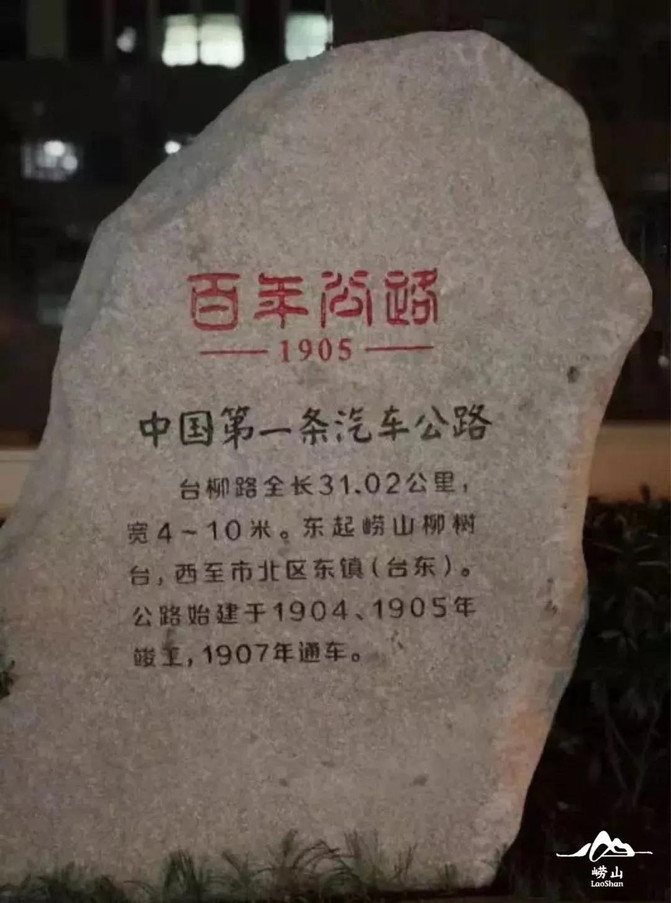 百年公路
1905
中国第一条汽车公路
台柳路全长31.02公里，
宽4~10米。东起崂山柳树
台，西至市北区东镇(台东)。
公路始建于1904、1905年
竣工，1907年通车。
崂山
LaoShan